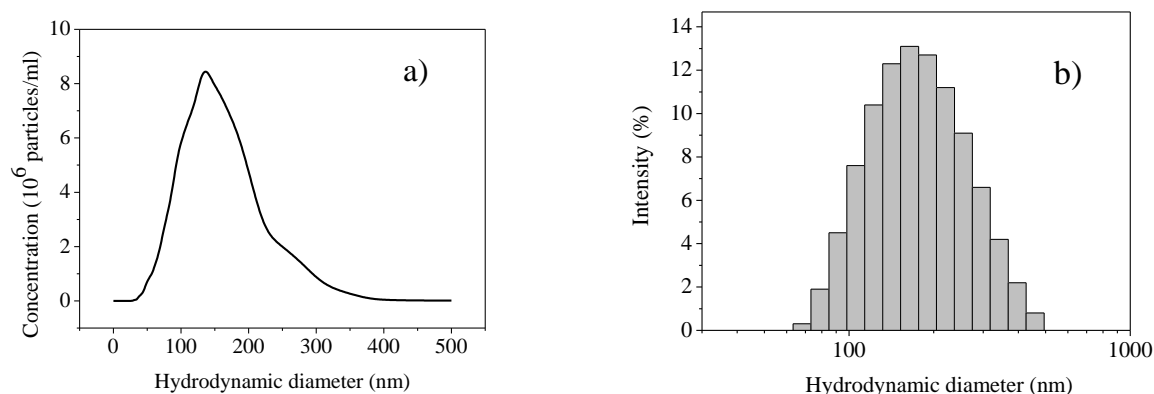 10
8
6
4
2
0
0 100 200 300 400 500
Concentration (10^6 particles/ml)
Hydrodynamic diameter (nm)
a)
14
12
10
8
6
4
2
0
100 1000
Intensity (%)
Hydrodynamic diameter (nm)
b)